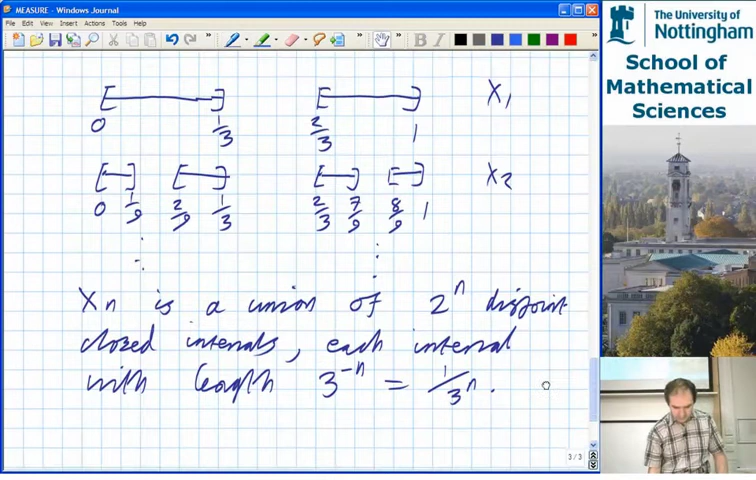 MEASURE - Windows Journal
File Edit View Insert Actions Tools Help
B I
[ ] [ ] X1
0 1/3 2/3 1
[ ] [ ] [ ] [ ] X2
0 1/9 2/9 1/3 2/3 7/9 8/9 1
Xn is a union of 2^n disjoint
closed intervals, each interval
with length 3^-n = 1/3^n.
3/3
The University of
Nottingham
School of
Mathematical
Sciences